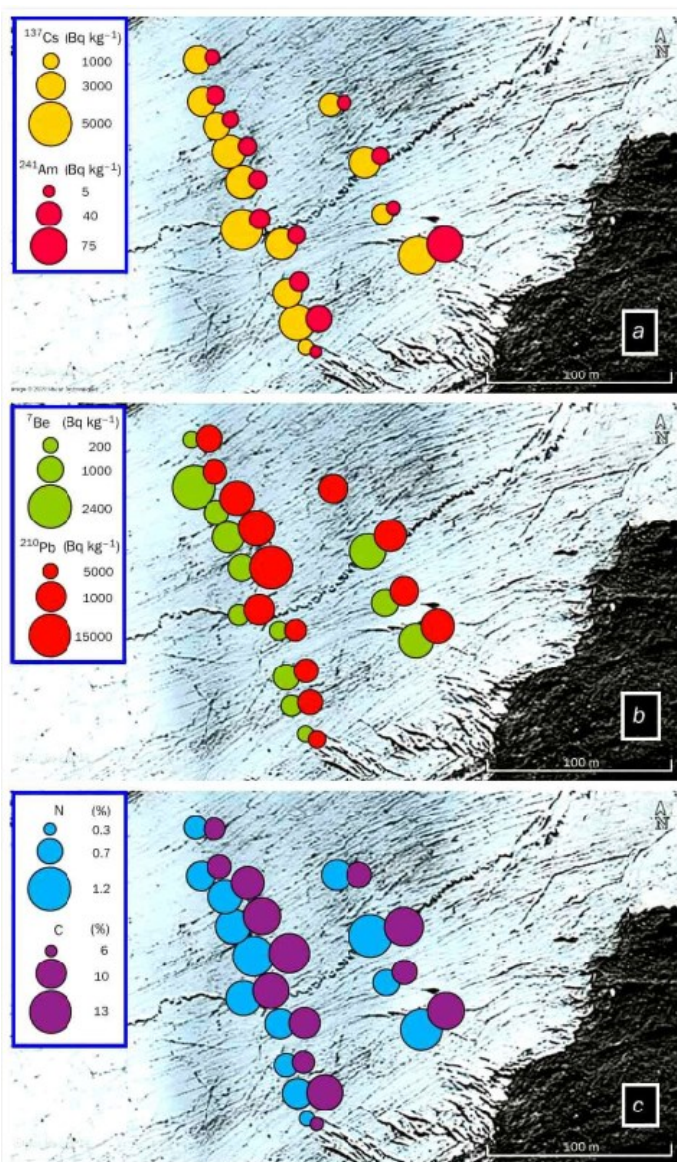 ¹³⁷Cs (Bq kg⁻¹)
1000
3000
5000
²⁴¹Am (Bq kg⁻¹)
5
40
75
A
N
a
100 m
⁷Be (Bq kg⁻¹)
200
1000
2400
²¹⁰Pb (Bq kg⁻¹)
5000
1000
15000
A
N
b
100 m
N (%)
0.3
0.7
1.2
C (%)
6
10
13
A
N
c
100 m